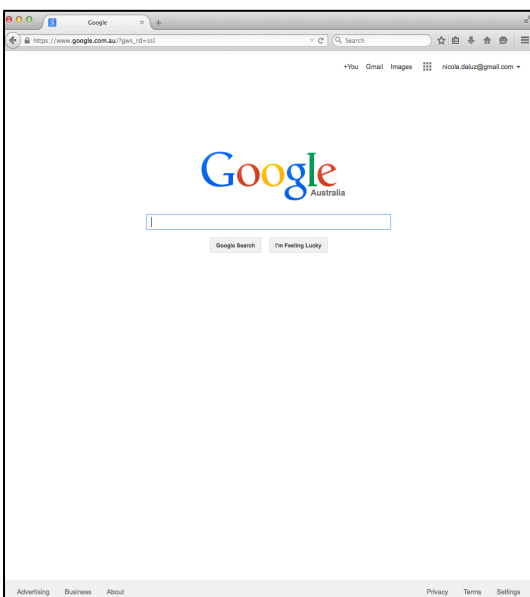 Google
https://www.google.com.au/?gws_rd=ssl
Search
+You Gmail Images nicola.daluz@gmail.com
Google
Australia
Google Search I'm Feeling Lucky
Advertising Business About Privacy Terms Settings